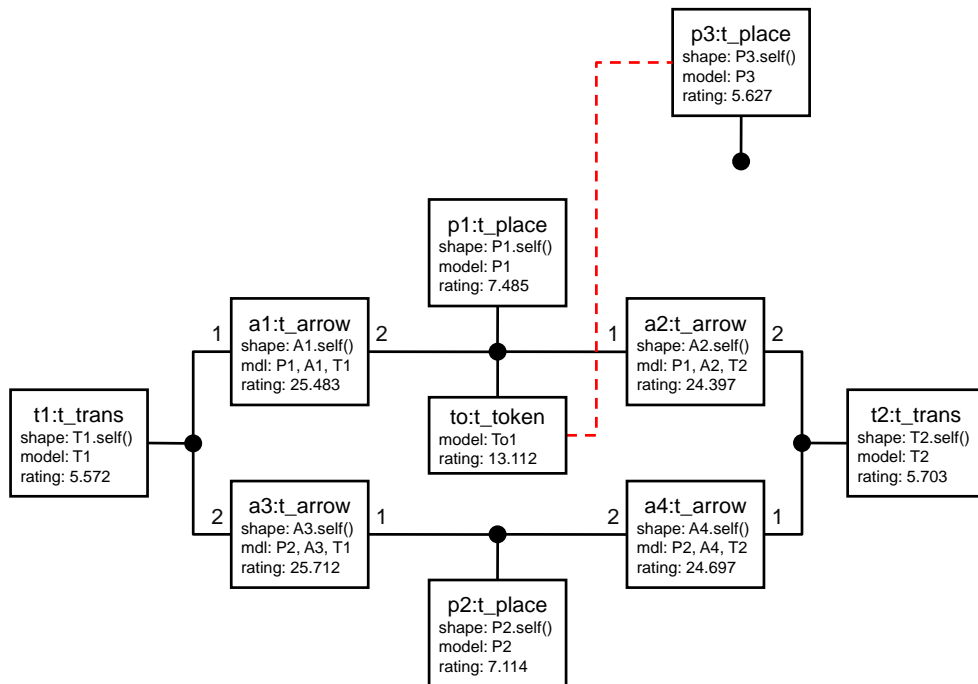 p3:t_place
shape: P3.self()
model: P3
rating: 5.627
p1:t_place
shape: P1.self()
model: P1
rating: 7.485
1
a1:t_arrow
shape: A1.self()
mdl: P1, A1, T1
rating: 25.483
2
1
a2:t_arrow
shape: A2.self()
mdl: P1, A2, T2
rating: 24.397
2
t1:t_trans
shape: T1.self()
model: T1
rating: 5.572
to:t_token
model: To1
rating: 13.112
t2:t_trans
shape: T2.self()
model: T2
rating: 5.703
2
a3:t_arrow
shape: A3.self()
mdl: P2, A3, T1
rating: 25.712
1
2
a4:t_arrow
shape: A4.self()
mdl: P2, A4, T2
rating: 24.697
1
p2:t_place
shape: P2.self()
model: P2
rating: 7.114